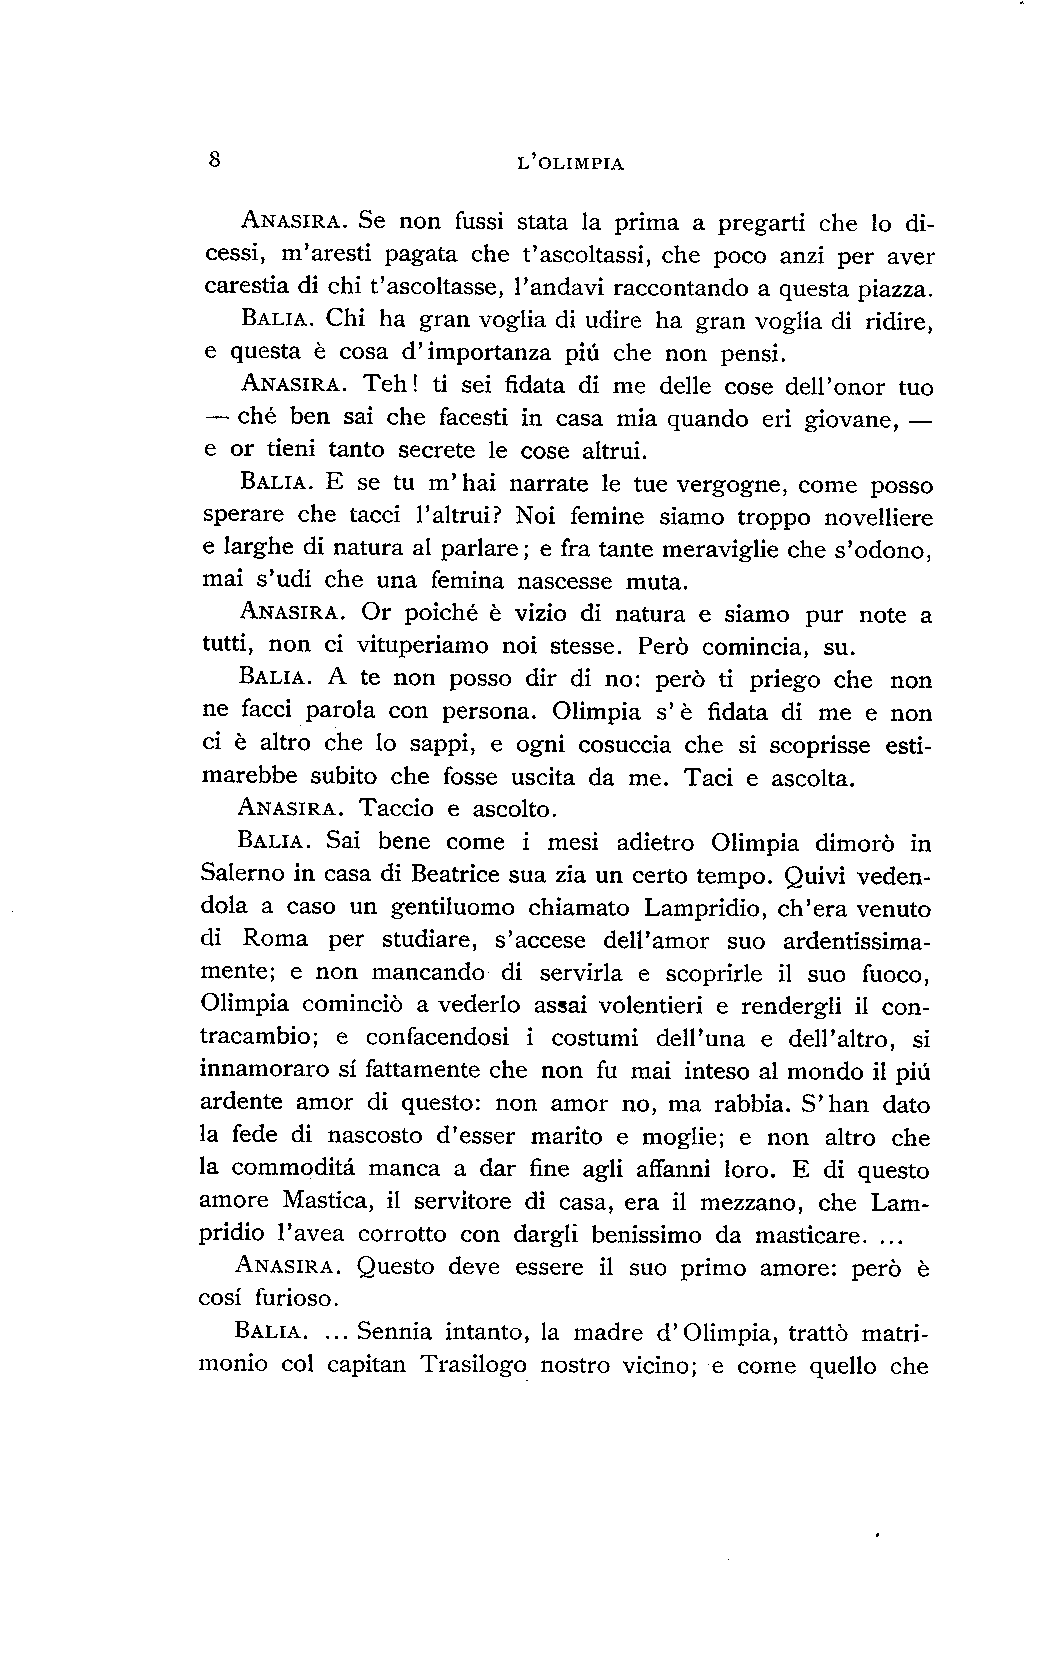 8 L'OLIMPIA
ANASIRA. Se non fussi stata la prima a pregarti che lo di-
cessi, m'aresti pagata che t'ascoltassi, che poco anzi per aver
carestia di chi t'ascoltasse, l'andavi raccontando a questa piazza.
BALIA. Chi ha gran voglia di udire ha gran voglia di ridire,
e questa è cosa d'importanza piú che non pensi.
ANASIRA. Teh! ti sei fidata di me delle cose dell'onor tuo
— ché ben sai che facesti in casa mia quando eri giovane, —
e or tieni tanto secrete le cose altrui.
BALIA. E se tu m'hai narrate le tue vergogne, come posso
sperare che tacci l'altrui? Noi femine siamo troppo novelliere
e larghe di natura al parlare; e fra tante meraviglie che s'odono,
mai s'udí che una femina nascesse muta.
ANASIRA. Or poiché è vizio di natura e siamo pur note a
tutti, non ci vituperiamo noi stesse. Però comincia, su.
BALIA. A te non posso dir di no: però ti priego che non
ne facci parola con persona. Olimpia s'è fidata di me e non
ci è altro che lo sappi, e ogni cosuccia che si scoprisse esti-
marebbe subito che fosse uscita da me. Taci e ascolta.
ANASIRA. Taccio e ascolto.
BALIA. Sai bene come i mesi adietro Olimpia dimorò in
Salerno in casa di Beatrice sua zia un certo tempo. Quivi veden-
dola a caso un gentiluomo chiamato Lampridio, ch'era venuto
di Roma per studiare, s'accese dell'amor suo ardentissima-
mente; e non mancando di servirla e scoprirle il suo fuoco,
Olimpia cominciò a vederlo assai volentieri e rendergli il con-
tracambio; e confacendosi i costumi dell'una e dell'altro, si
innamoraro sí fattamente che non fu mai inteso al mondo il piú
ardente amor di questo: non amor no, ma rabbia. S'han dato
la fede di nascosto d'esser marito e moglie; e non altro che
la commoditá manca a dar fine agli affanni loro. E di questo
amore Mastica, il servitore di casa, era il mezzano, che Lam-
pridio l'avea corrotto con dargli benissimo da masticare. ...
ANASIRA. Questo deve essere il suo primo amore: però è
cosí furioso.
BALIA. ... Sennia intanto, la madre d'Olimpia, trattò matri-
monio col capitan Trasilogo nostro vicino; e come quello che